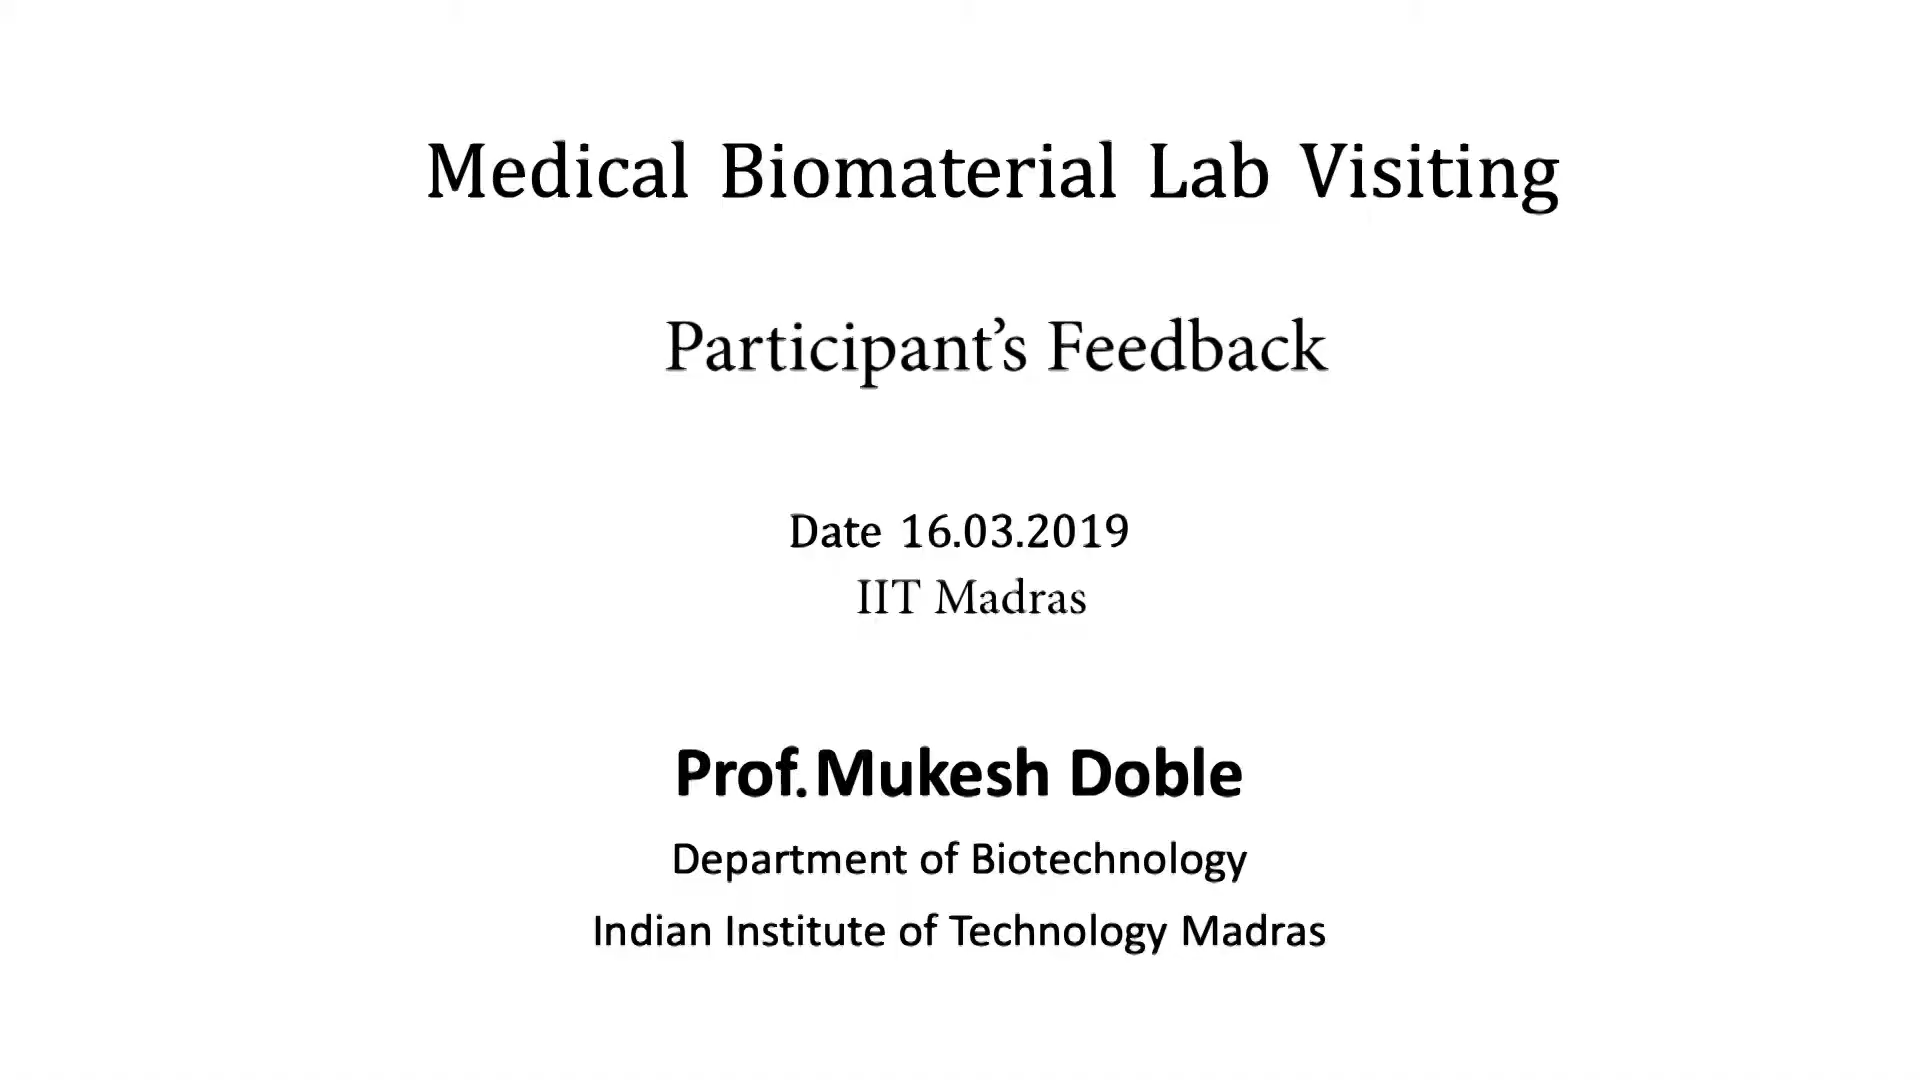 Medical Biomaterial Lab Visiting
Participant’s Feedback
Date 16.03.2019
IIT Madras
Prof. Mukesh Doble
Department of Biotechnology
Indian Institute of Technology Madras